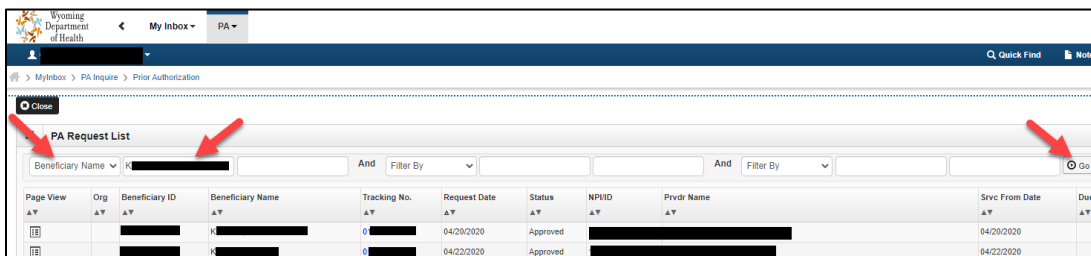 Wyoming
Department
of Health
My Inbox
PA
Quick Find
Note
MyInbox > PA Inquire > Prior Authorization
Close
PA Request List
Beneficiary Name K And Filter By And Filter By Go
Page View Org Beneficiary ID Beneficiary Name Tracking No. Request Date Status NPI/ID Prvdr Name Srvc From Date Due
K 0 04/20/2020 Approved 04/20/2020
K 0 04/22/2020 Approved 04/22/2020